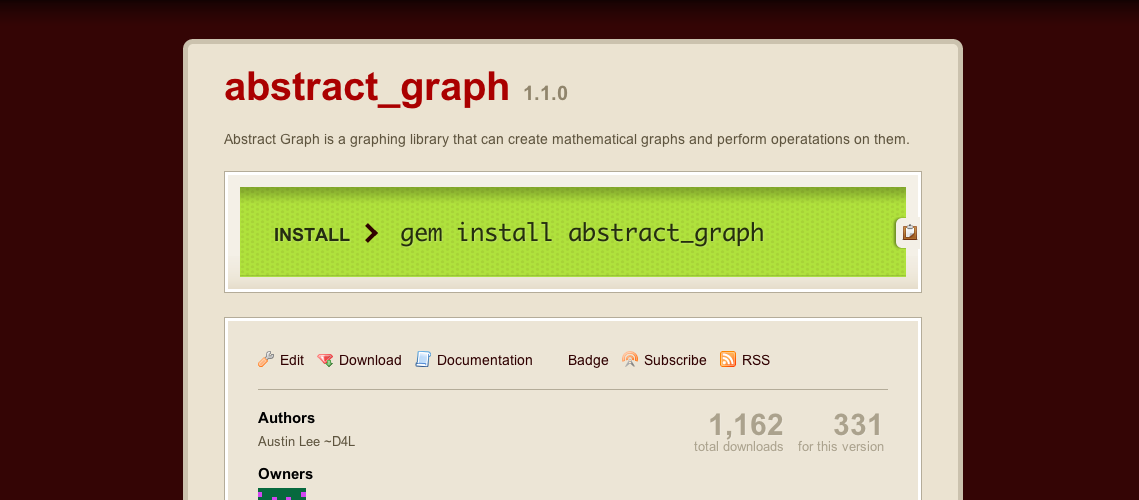 abstract_graph 1.1.0
Abstract Graph is a graphing library that can create mathematical graphs and perform operatations on them.
INSTALL > gem install abstract_graph
Edit Download Documentation Badge Subscribe RSS
Authors
1,162 331
Austin Lee ~D4L
total downloads for this version
Owners